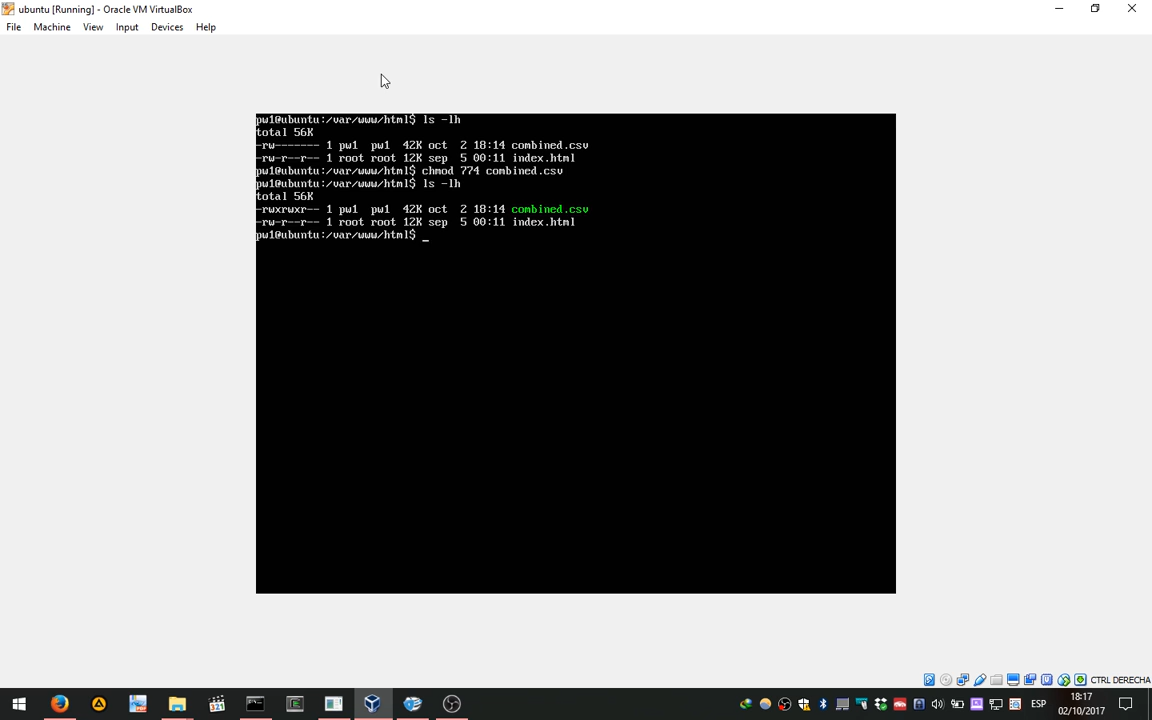 ubuntu [Running] - Oracle VM VirtualBox
File Machine View Input Devices Help
pw1@ubuntu:/var/www/html$ ls -lh
total 56K
-rw------- 1 pw1  pw1  42K oct  2 18:14 combined.csv
-rw-r--r-- 1 root root 12K sep  5 00:11 index.html
pw1@ubuntu:/var/www/html$ chmod 774 combined.csv
pw1@ubuntu:/var/www/html$ ls -lh
total 56K
-rwxrwxr-- 1 pw1  pw1  42K oct  2 18:14 combined.csv
-rw-r--r-- 1 root root 12K sep  5 00:11 index.html
pw1@ubuntu:/var/www/html$ _
CTRL DERECHA
ESP
18:17
02/10/2017